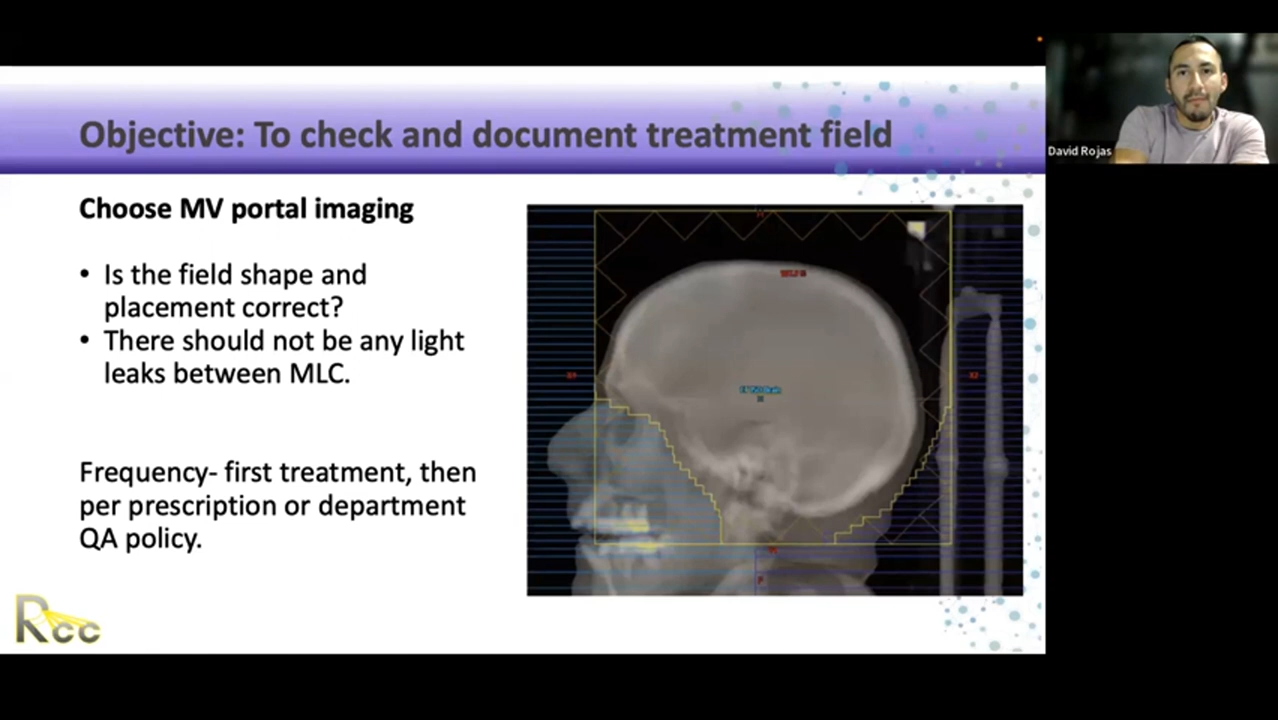 Objective: To check and document treatment field
David Rojas
Choose MV portal imaging
• Is the field shape and
placement correct?
• There should not be any light
leaks between MLC.
Frequency- first treatment, then
per prescription or department
QA policy.
X2
Rcc